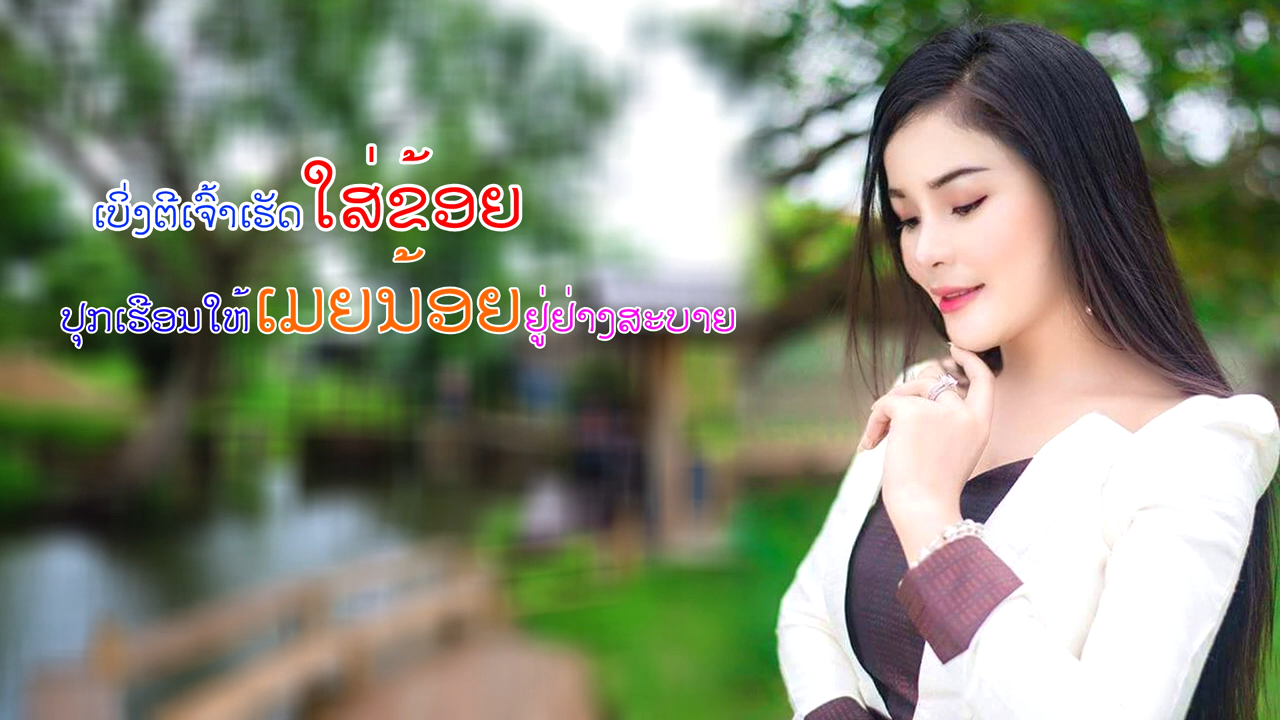 ເບິ່ງຕີເຈົ້າເຮັດໃສ່ຂ້ອຍ
ປຸກເຮືອນໃຫ້ເມຍນ້ອຍຢູ່ຢ່າງສະບາຍ